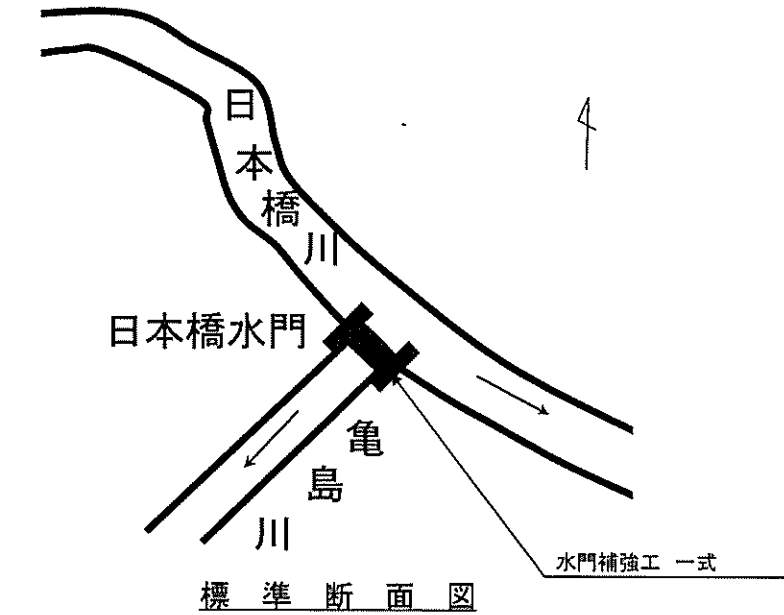 日本橋川
日本橋水門
亀島川
水門補強工 一式
標準断面図